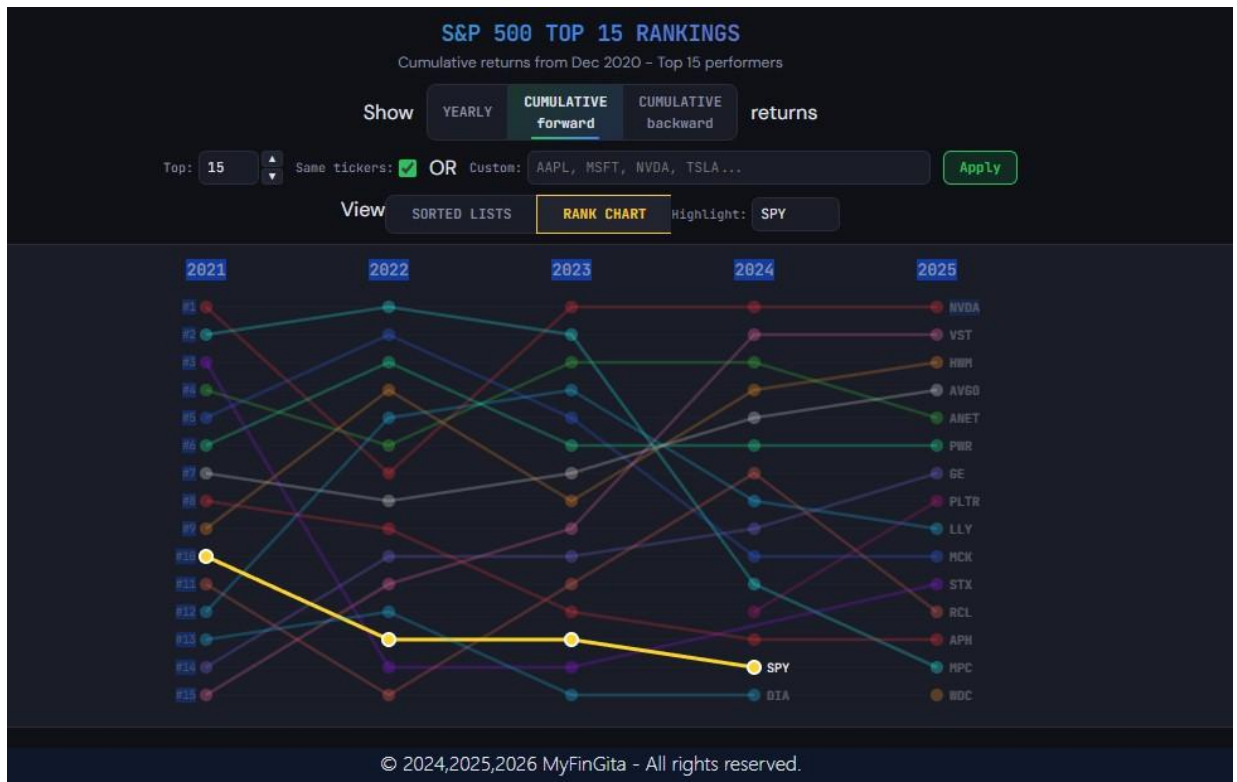 S&P 500 TOP 15 RANKINGS
Cumulative returns from Dec 2020 – Top 15 performers
Show YEARLY CUMULATIVE forward CUMULATIVE backward returns
Top: 15 Same tickers: OR Custom: AAPL, MSFT, NVDA, TSLA... Apply
View SORTED LISTS RANK CHART Highlight: SPY
2021 2022 2023 2024 2025
#1 NVDA
#2 VST
#3 HWM
#4 AVGO
#5 ANET
#6 PWR
#7 GE
#8 PLTR
#9 LLY
#10 MCK
#11 STX
#12 RCL
#13 APH
#14 SPY MPC
#15 DIA WDC
© 2024,2025,2026 MyFinGita - All rights reserved.